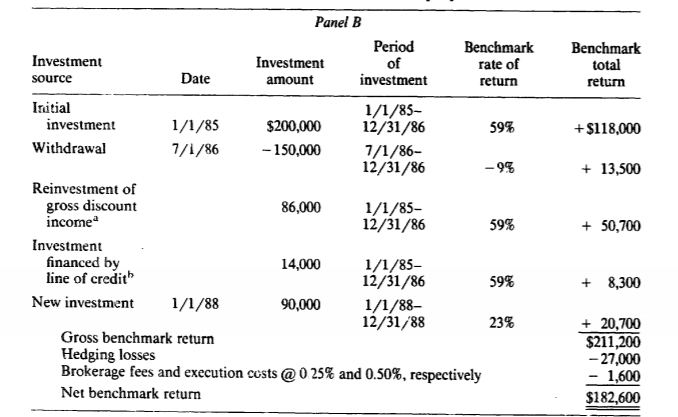 Panel B
Investment source Date Investment amount Period of investment Benchmark rate of return Benchmark total return
Initial investment 1/1/85 $200,000 1/1/85–12/31/86 59% +$118,000
Withdrawal 7/1/86 −150,000 7/1/86–12/31/86 −9% + 13,500
Reinvestment of gross discount incomeᵃ 86,000 1/1/85–12/31/86 59% + 50,700
Investment financed by line of creditᵇ 14,000 1/1/85–12/31/86 59% + 8,300
New investment 1/1/88 90,000 1/1/88–12/31/88 23% + 20,700
Gross benchmark return $211,200
Hedging losses −27,000
Brokerage fees and execution costs @ 0 25% and 0.50%, respectively − 1,600
Net benchmark return $182,600